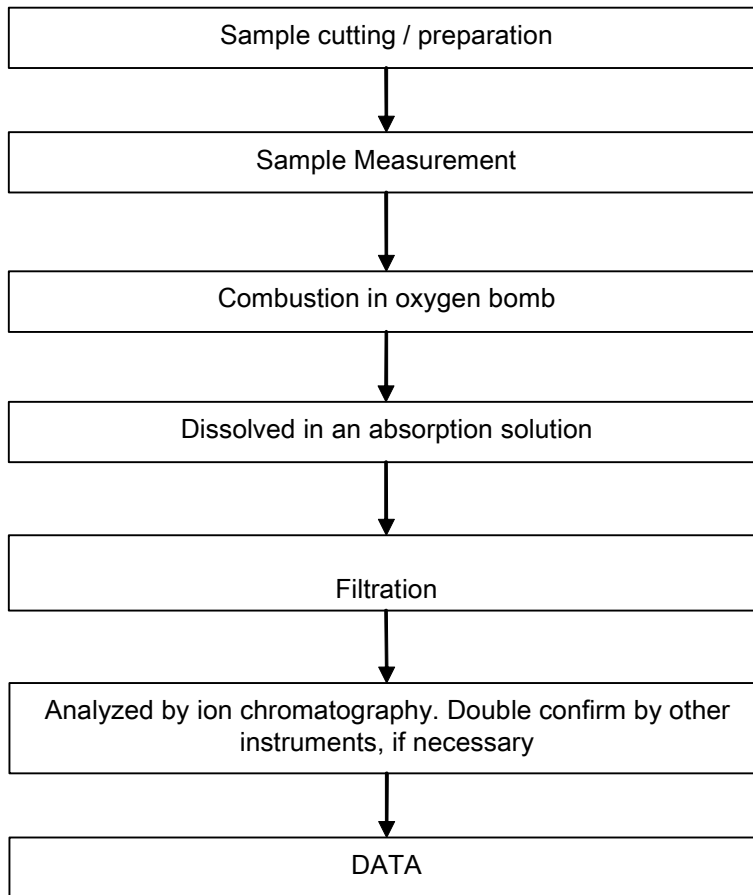 Sample cutting / preparation
Sample Measurement
Combustion in oxygen bomb
Dissolved in an absorption solution
Filtration
Analyzed by ion chromatography. Double confirm by other
instruments, if necessary
DATA